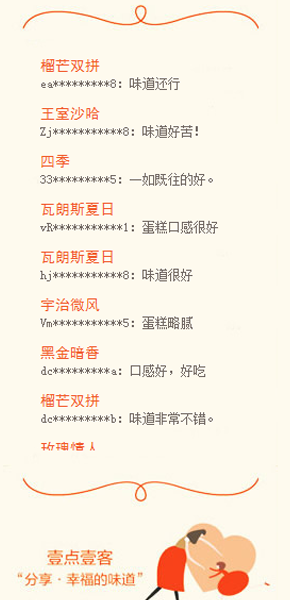 榴芒双拼
ea*********8: 味道还行
王室沙哈
Zj***********8: 味道好苦!
四季
33*********5: 一如既往的好。
瓦朗斯夏日
vR***********1: 蛋糕口感很好
瓦朗斯夏日
hj***********8: 味道很好
宇治微风
Vm***********5: 蛋糕略腻
黑金暗香
dc*********a: 口感好, 好吃
榴芒双拼
dc*********b: 味道非常不错。
玫瑰情人
壹点壹客
“分享·幸福的味道”